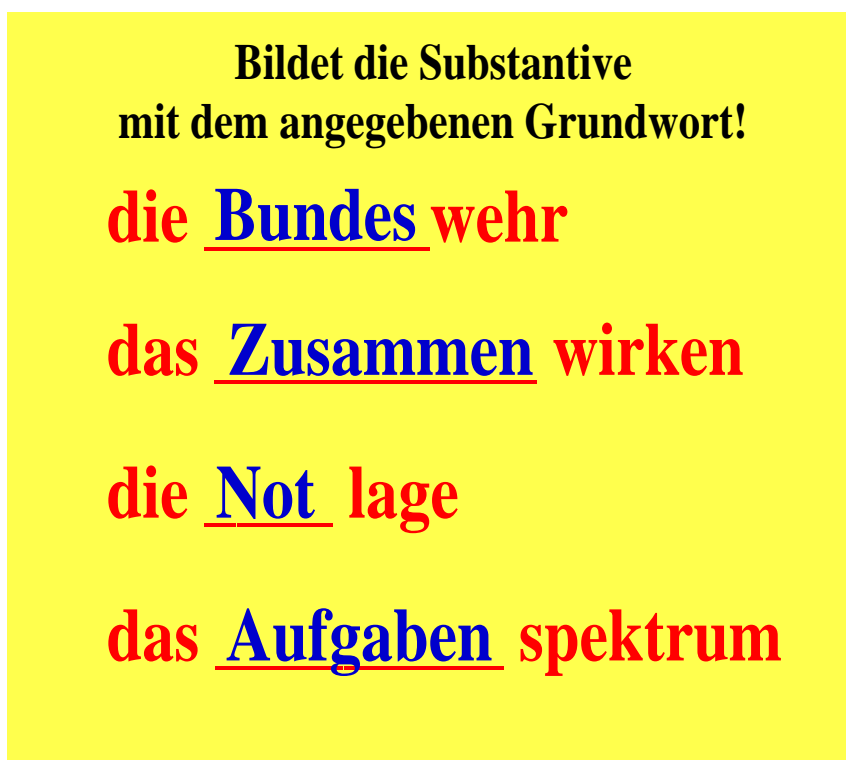 Bildet die Substantive
mit dem angegebenen Grundwort!
die Bundes wehr
das Zusammen wirken
die Not lage
das Aufgaben spektrum